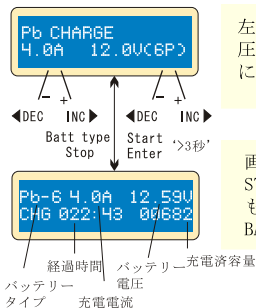 Pb CHARGE
4.0A 12.0V(6P)
左
圧
に
- +
- +
◀DEC INC▶
◀DEC INC▶
Batt type
Stop
Start
Enter
'>3秒'
画
ST
も
BA
Pb-6 4.0A 12.59V
CHG 022:43 00682
経過時間
バッテリー
電圧
充電済容量
バッテリー
タイプ
充電電流